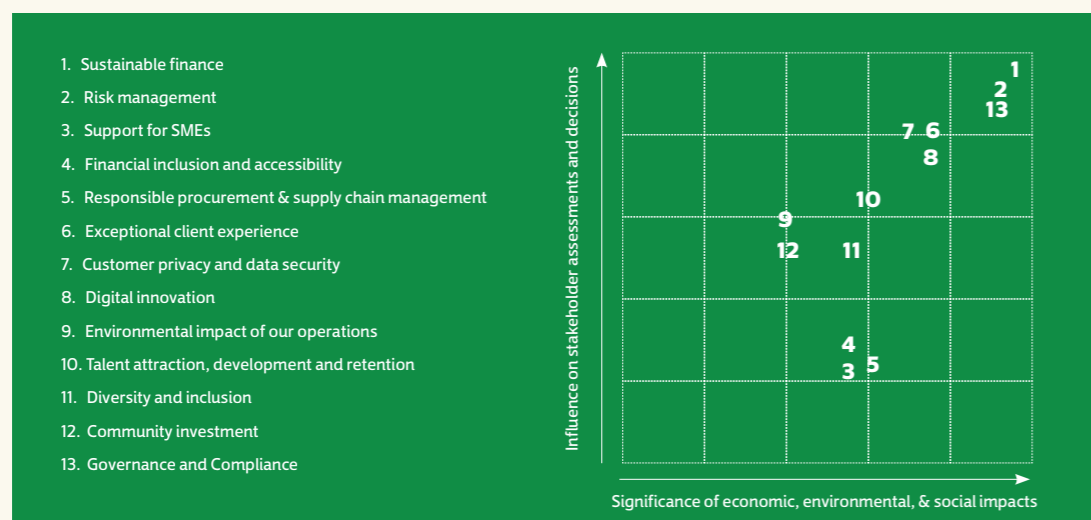 1. Sustainable finance
2. Risk management
3. Support for SMEs
4. Financial inclusion and accessibility
5. Responsible procurement & supply chain management
6. Exceptional client experience
7. Customer privacy and data security
8. Digital innovation
9. Environmental impact of our operations
10. Talent attraction, development and retention
11. Diversity and inclusion
12. Community investment
13. Governance and Compliance
Influence on stakeholder assessments and decisions
1
2
13
7 6
8
10
9
12 11
4
3 5
Significance of economic, environmental, & social impacts